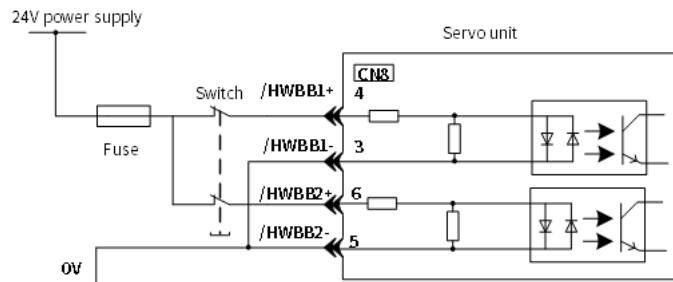 24V power supply
Servo unit
CN8
Switch
/HWBB1+
4
Fuse
/HWBB1-
3
/HWBB2+
6
/HWBB2-
5
0V